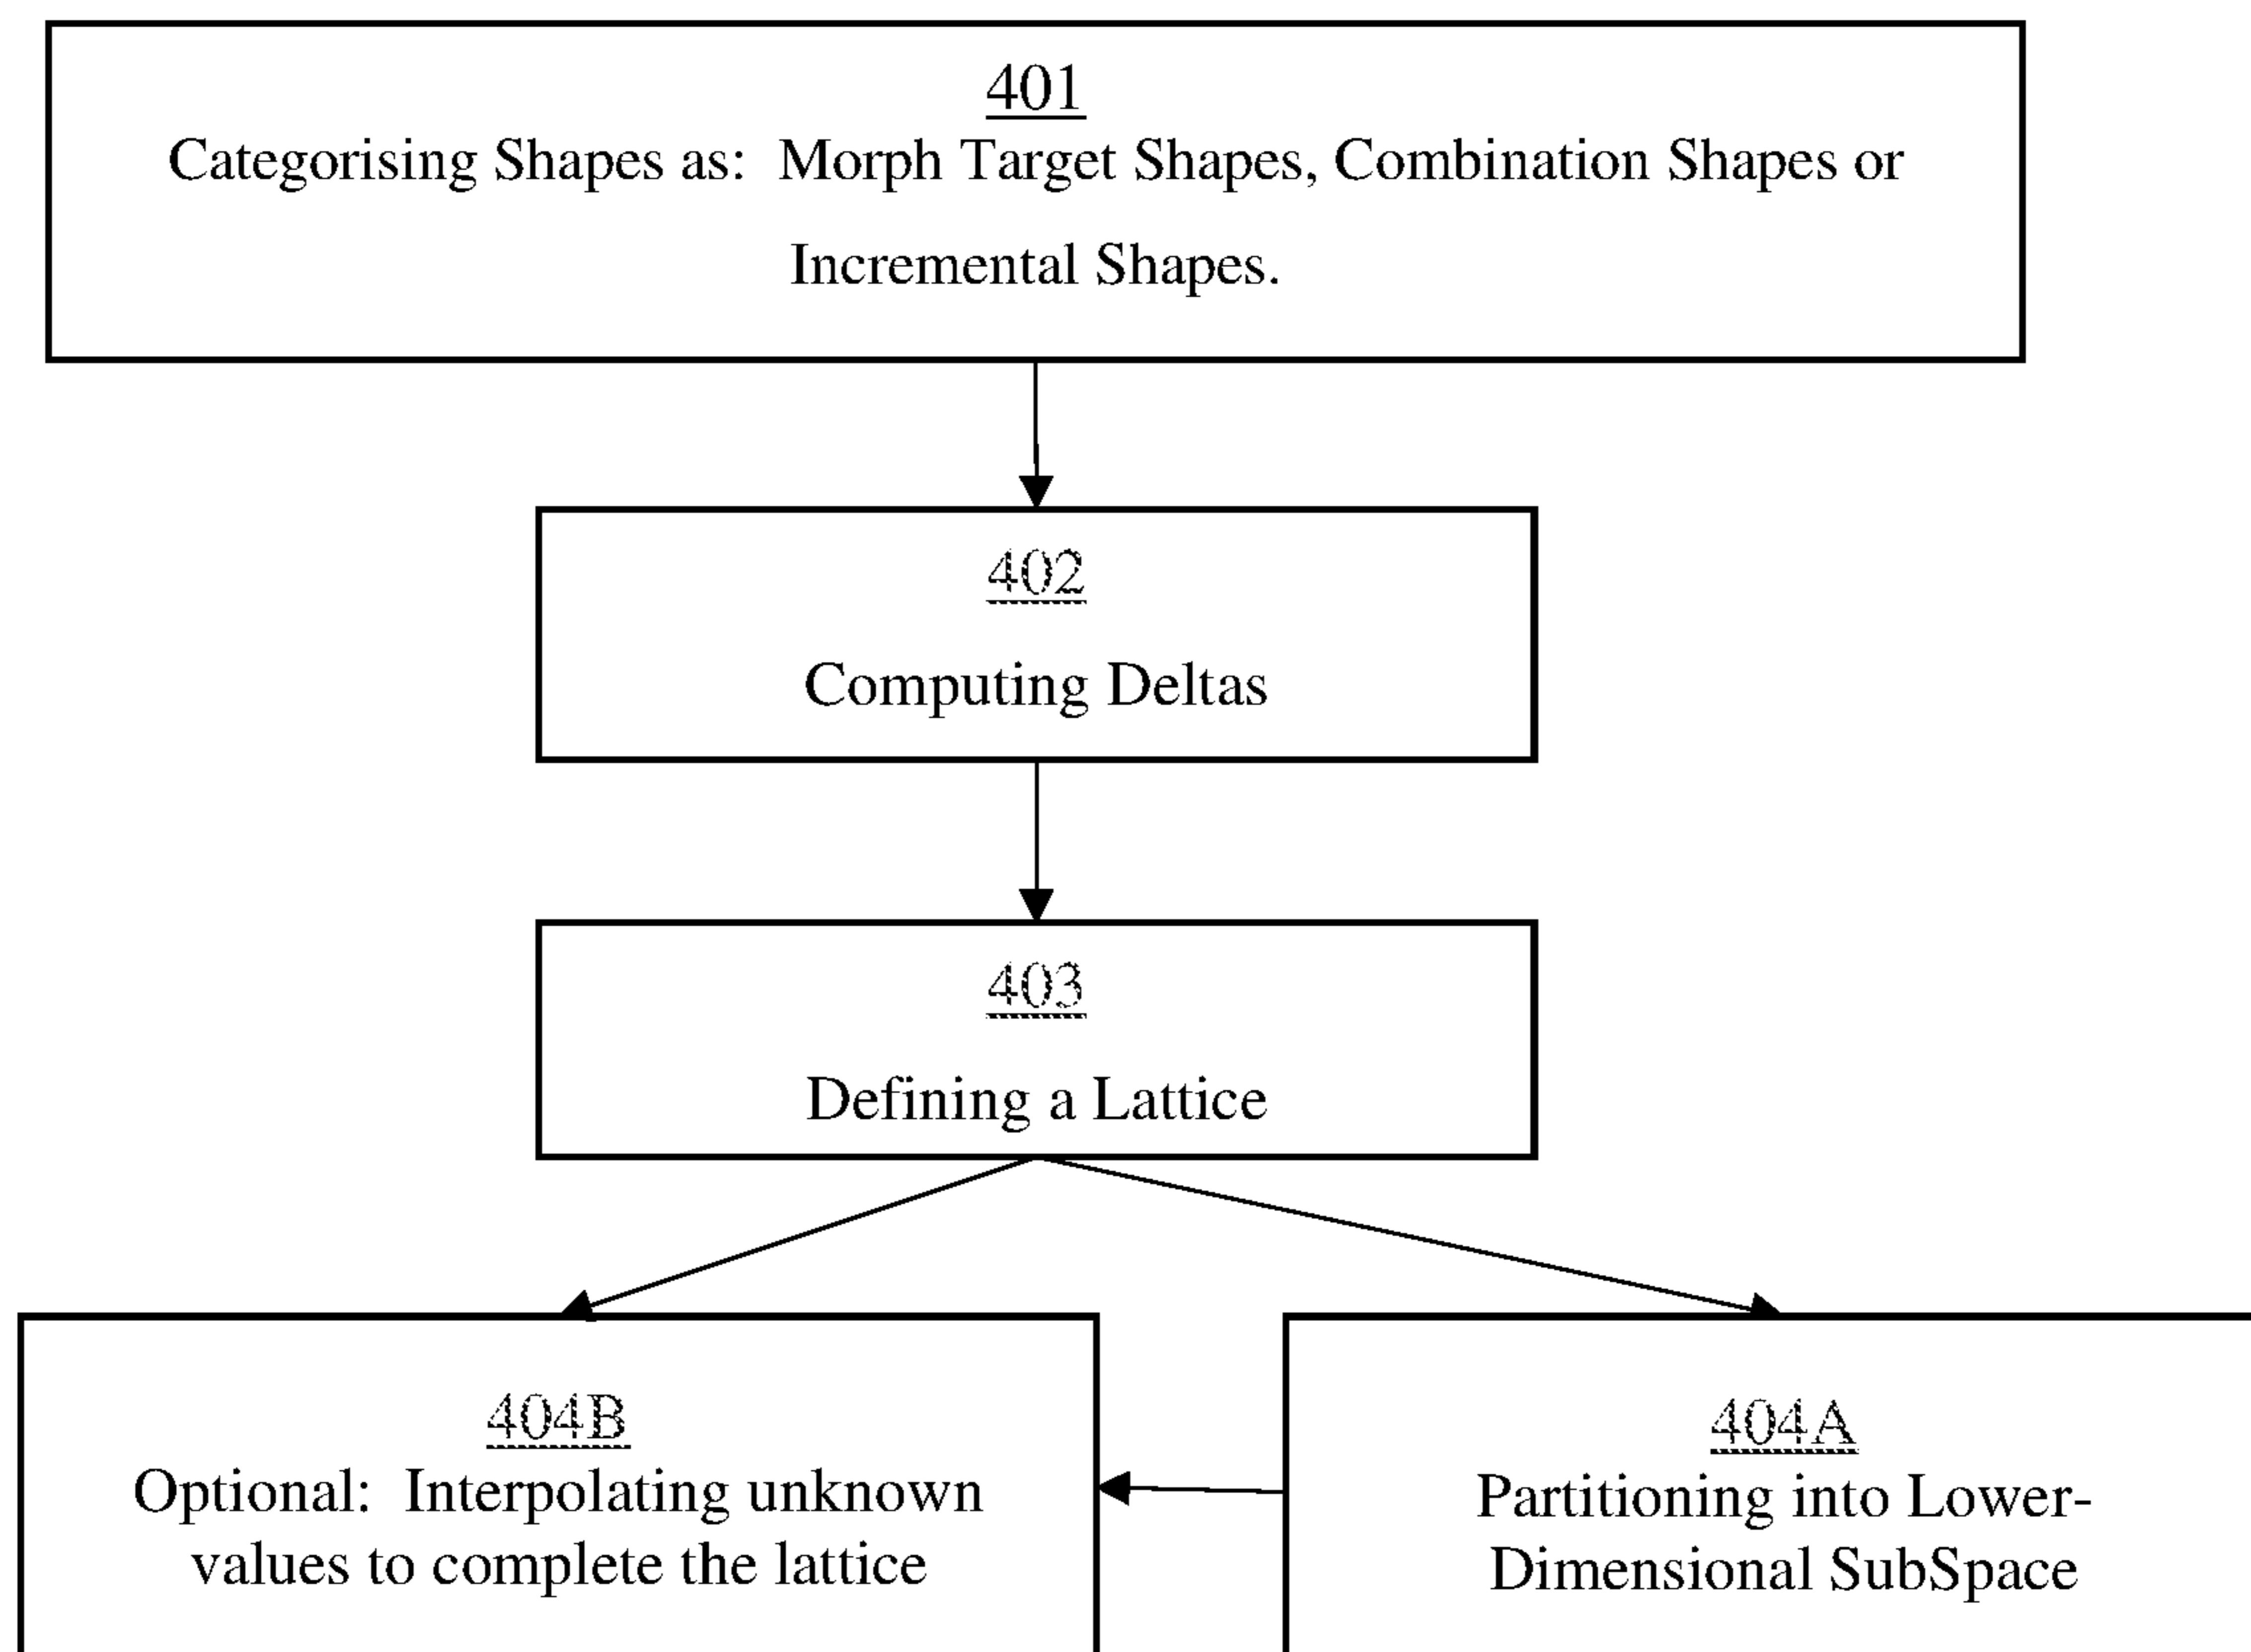 401
Categorising Shapes as: Morph Target Shapes, Combination Shapes or
Incremental Shapes.
402
Computing Deltas
403
Defining a Lattice
404B
Optional: Interpolating unknown
values to complete the lattice
404A
Partitioning into Lower-
Dimensional SubSpace